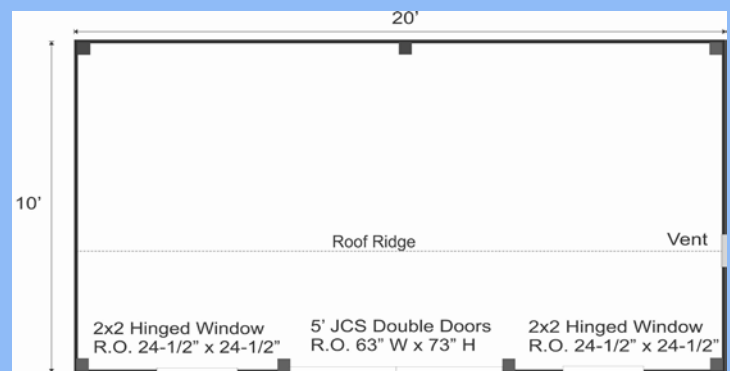 20’
10’
Roof Ridge
Vent
2x2 Hinged Window
R.O. 24-1/2” x 24-1/2”
5’ JCS Double Doors
R.O. 63” W x 73” H
2x2 Hinged Window
R.O. 24-1/2” x 24-1/2”